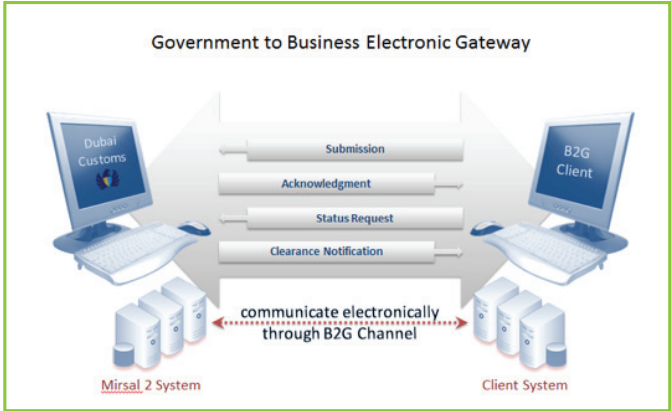 Government to Business Electronic Gateway
Dubai
Customs
B2G
Client
Submission
Acknowledgment
Status Request
Clearance Notification
communicate electronically
through B2G Channel
Mirsal 2 System
Client System